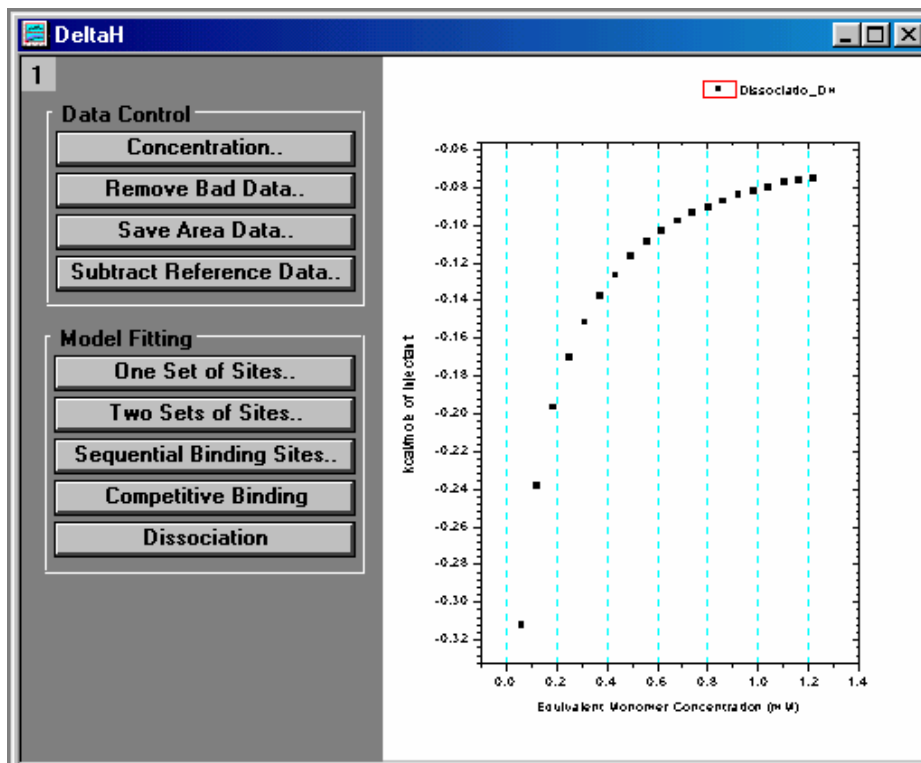 DeltaH
1
Data Control
Concentration..
Remove Bad Data..
Save Area Data..
Subtract Reference Data..
Model Fitting
One Set of Sites..
Two Sets of Sites..
Sequential Binding Sites..
Competitive Binding
Dissociation
Dissociatio_DH
-0.06
-0.08
-0.10
-0.12
-0.14
-0.16
-0.18
-0.20
-0.22
-0.24
-0.26
-0.28
-0.30
-0.32
kcal/mole of Injectant
0.0 0.2 0.4 0.6 0.8 1.0 1.2 1.4
Equivalent Monomer Concentration (mM)